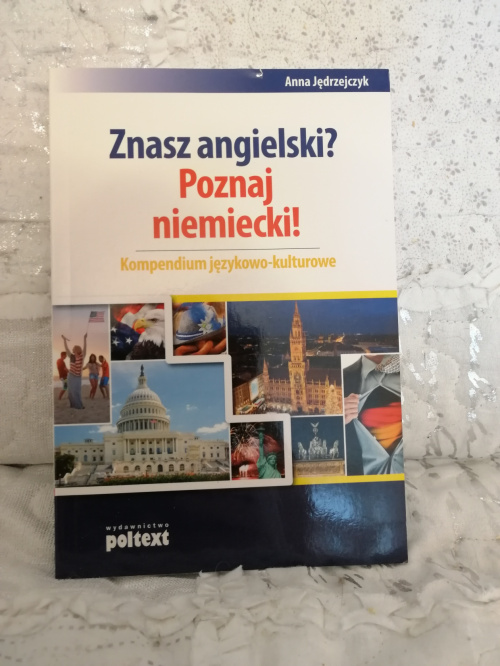 Anna Jędrzejczyk
Znasz angielski?
Poznaj
niemiecki!
Kompendium językowo-kulturowe
wydawnictwo
poltext